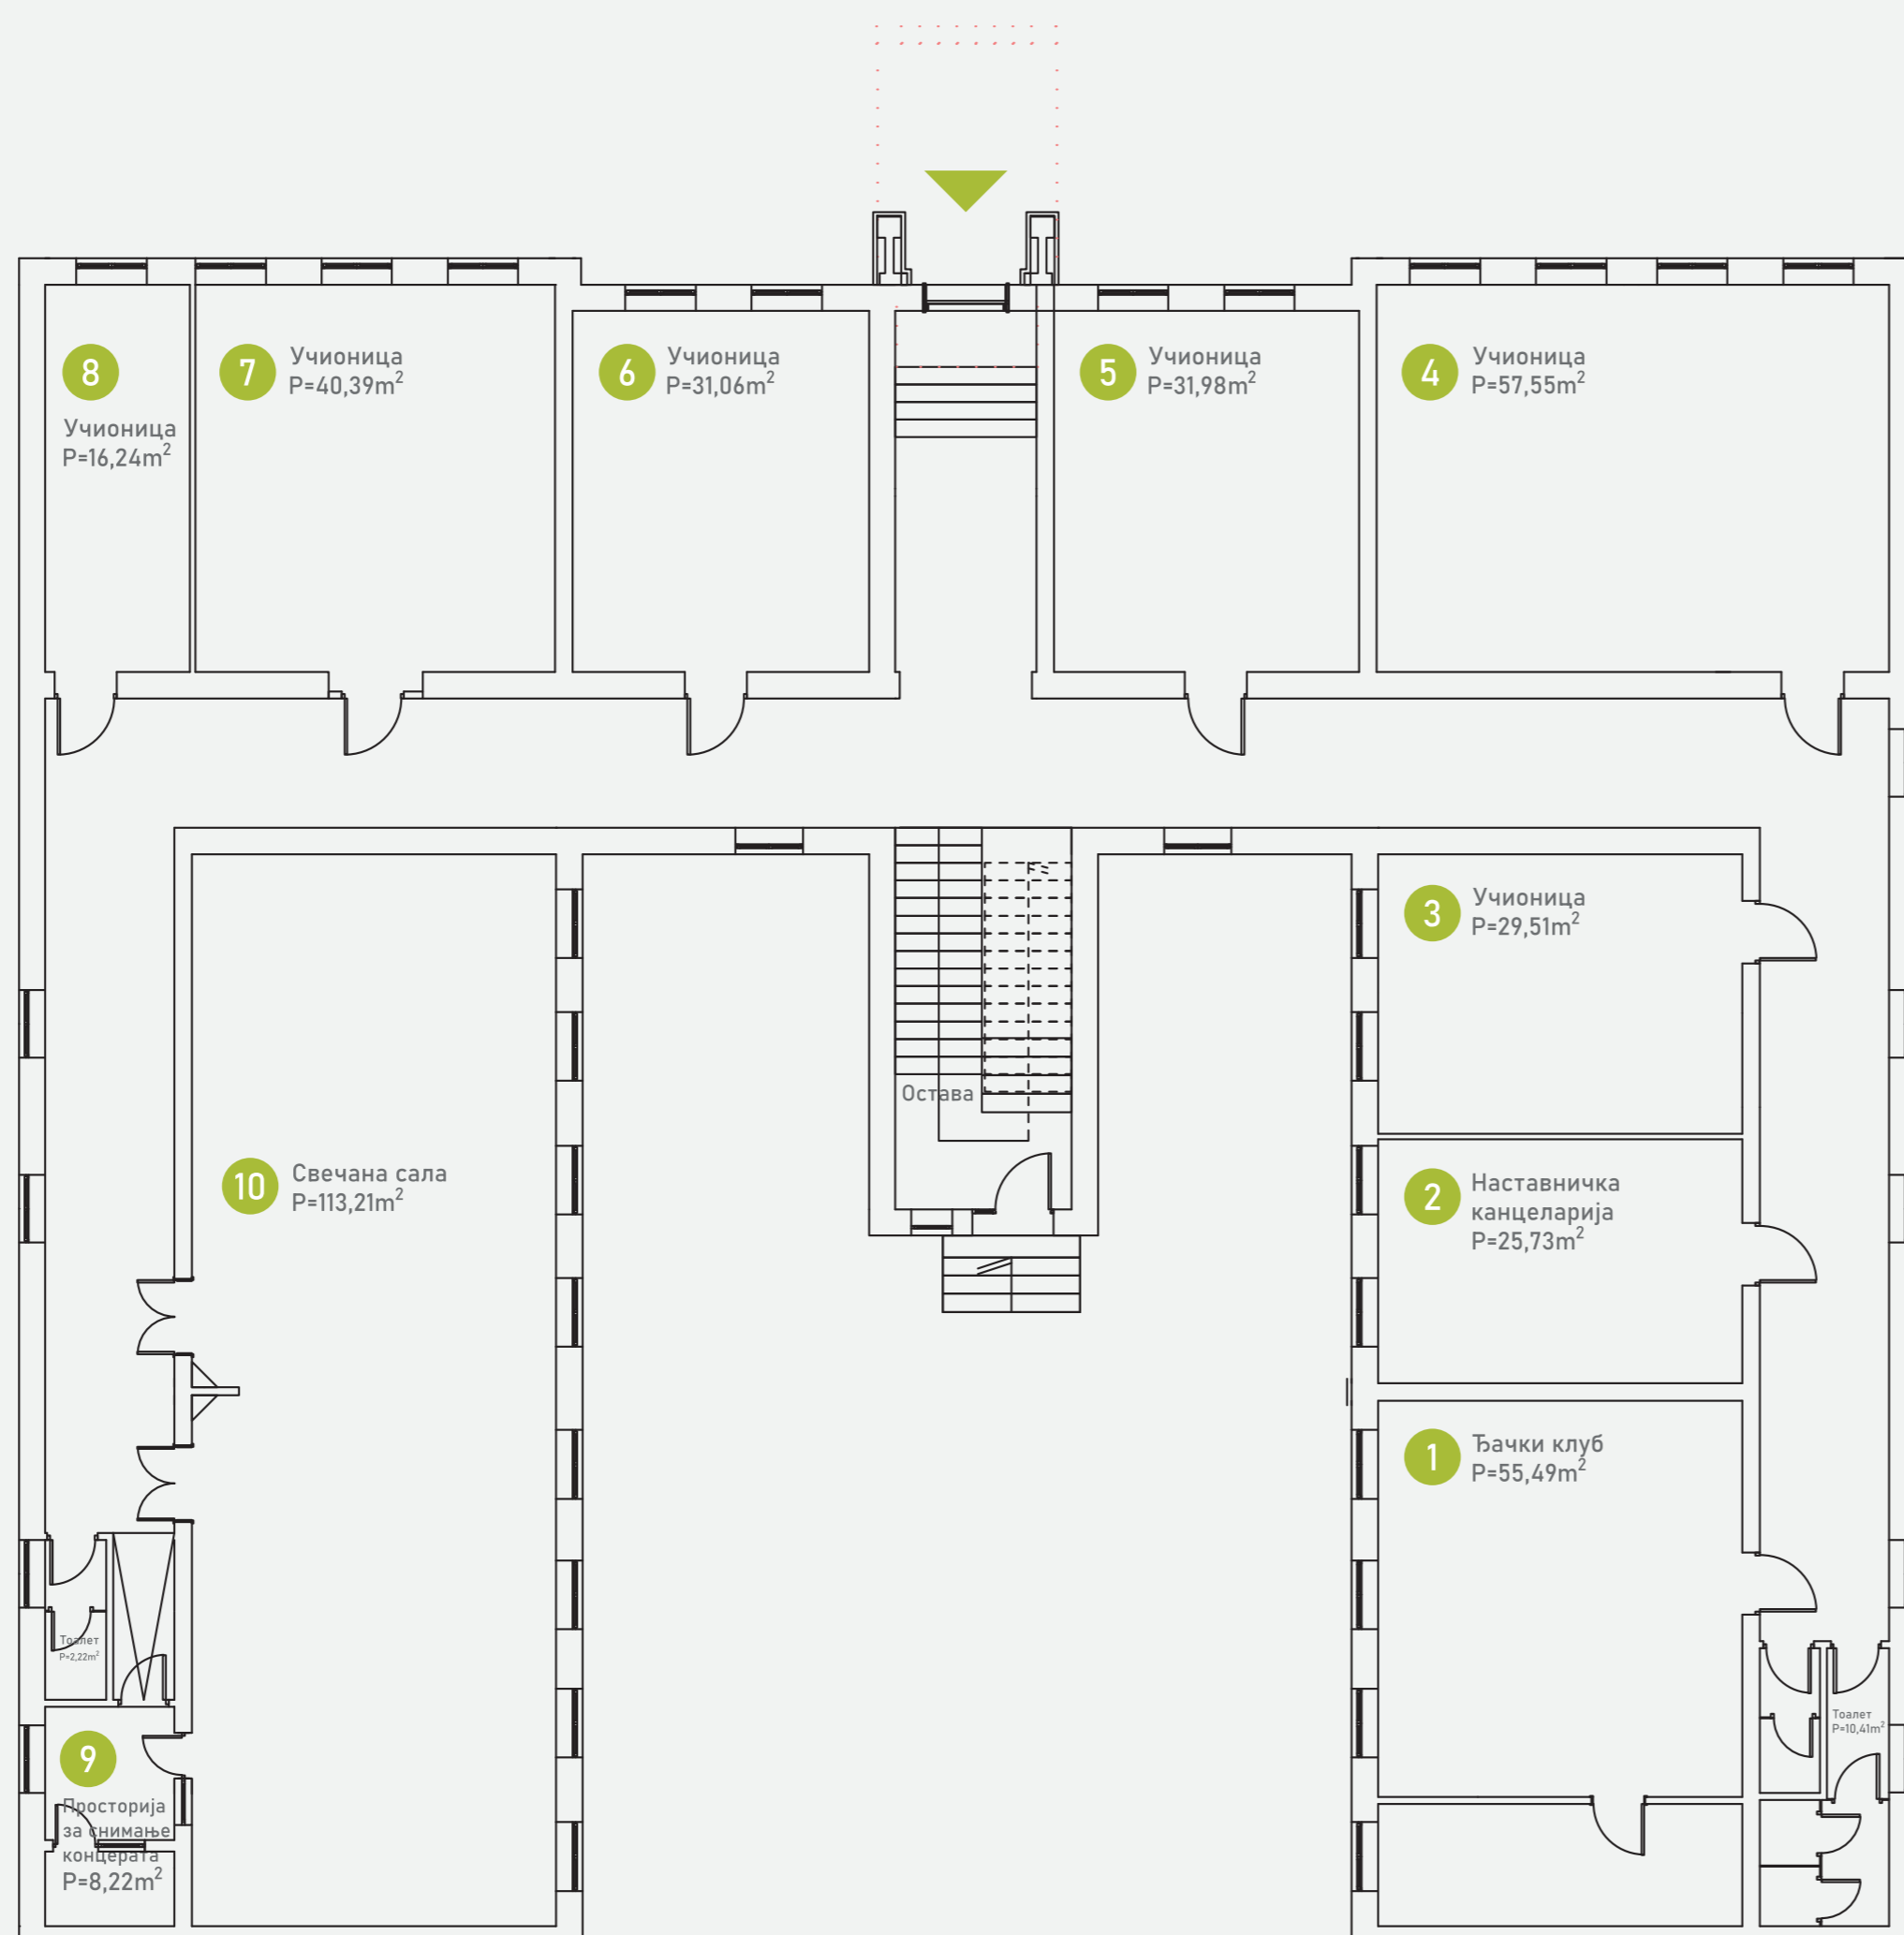 8
Учионица
P=16,24m²
7
Учионица
P=40,39m²
6
Учионица
P=31,06m²
5
Учионица
P=31,98m²
4
Учионица
P=57,55m²
3
Учионица
P=29,51m²
Остава
10
Свечана сала
P=113,21m²
2
Наставничка
канцеларија
P=25,73m²
1
Ђачки клуб
P=55,49m²
Тоалет
P=2,22m²
Тоалет
P=10,41m²
9
Просторија
за снимање
концерата
P=8,22m²